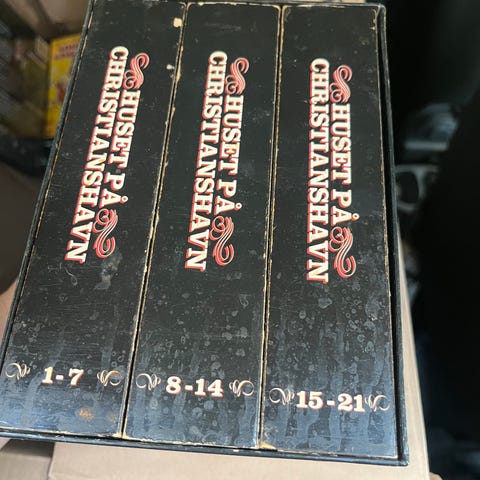 HUSET PÅ
CHRISTIANSHAVN
1-7
HUSET PÅ
CHRISTIANSHAVN
8-14
HUSET PÅ
CHRISTIANSHAVN
15-21